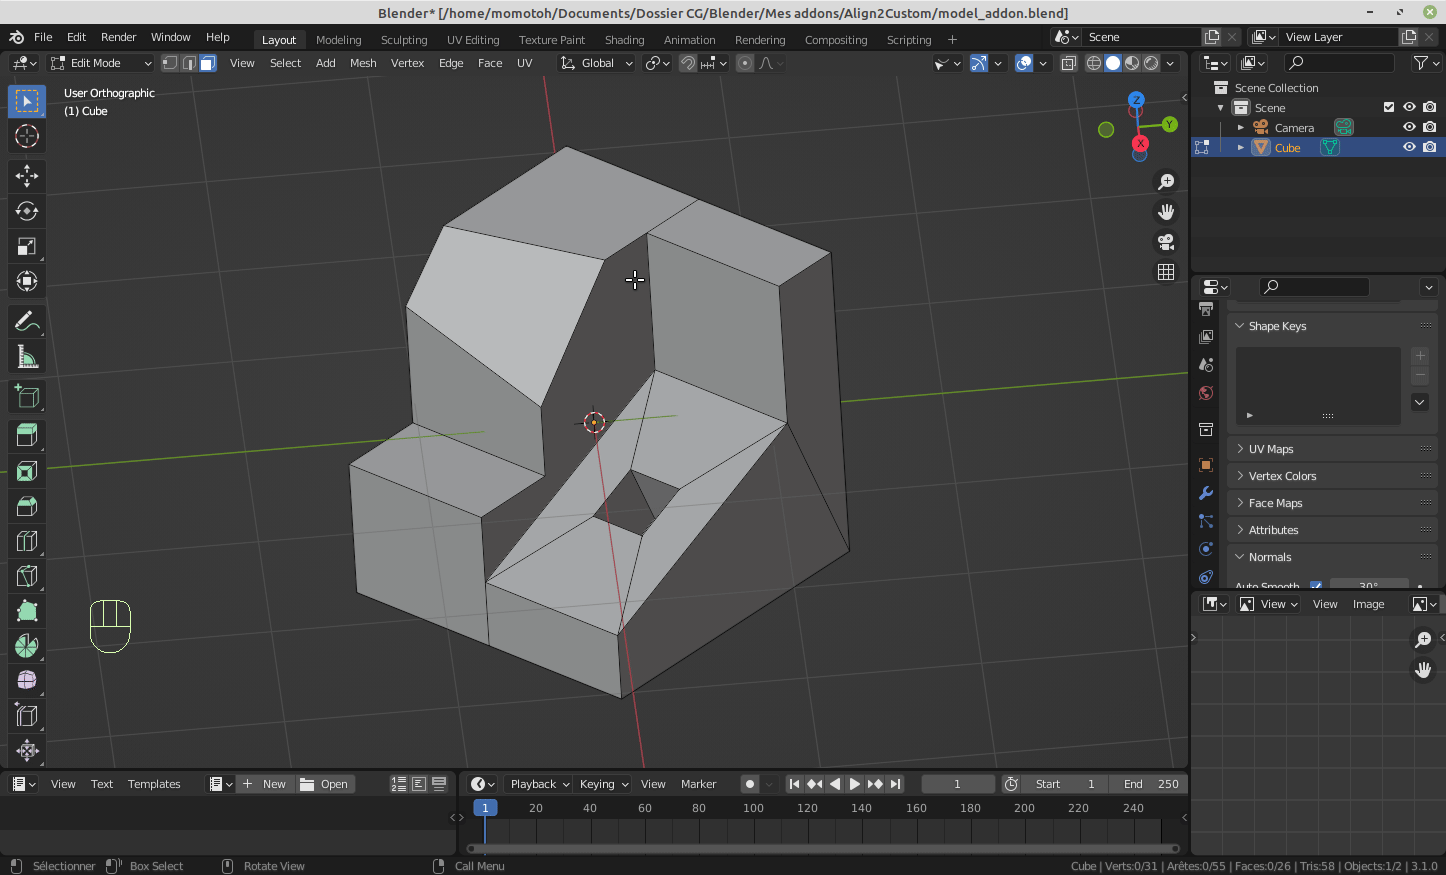 Blender* [/home/momotoh/Documents/Dossier CG/Blender/Mes addons/Align2Custom/model_addon.blend]
File Edit Render Window Help Layout Modeling Sculpting UV Editing Texture Paint Shading Animation Rendering Compositing Scripting + Scene View Layer
Edit Mode View Select Add Mesh Vertex Edge Face UV Global
User Orthographic
(1) Cube
Z
Y
X
Scene Collection
Scene
Camera
Cube
Shape Keys
UV Maps
Vertex Colors
Face Maps
Attributes
Normals
Auto Smooth 30°
View View Image
View Text Templates New Open
Playback Keying View Marker 1 Start 1 End 250
1 20 40 60 80 100 120 140 160 180 200 220 240
Sélectionner Box Select Rotate View Call Menu Cube | Verts:0/31 | Arêtes:0/55 | Faces:0/26 | Tris:58 | Objects:1/2 | 3.1.0